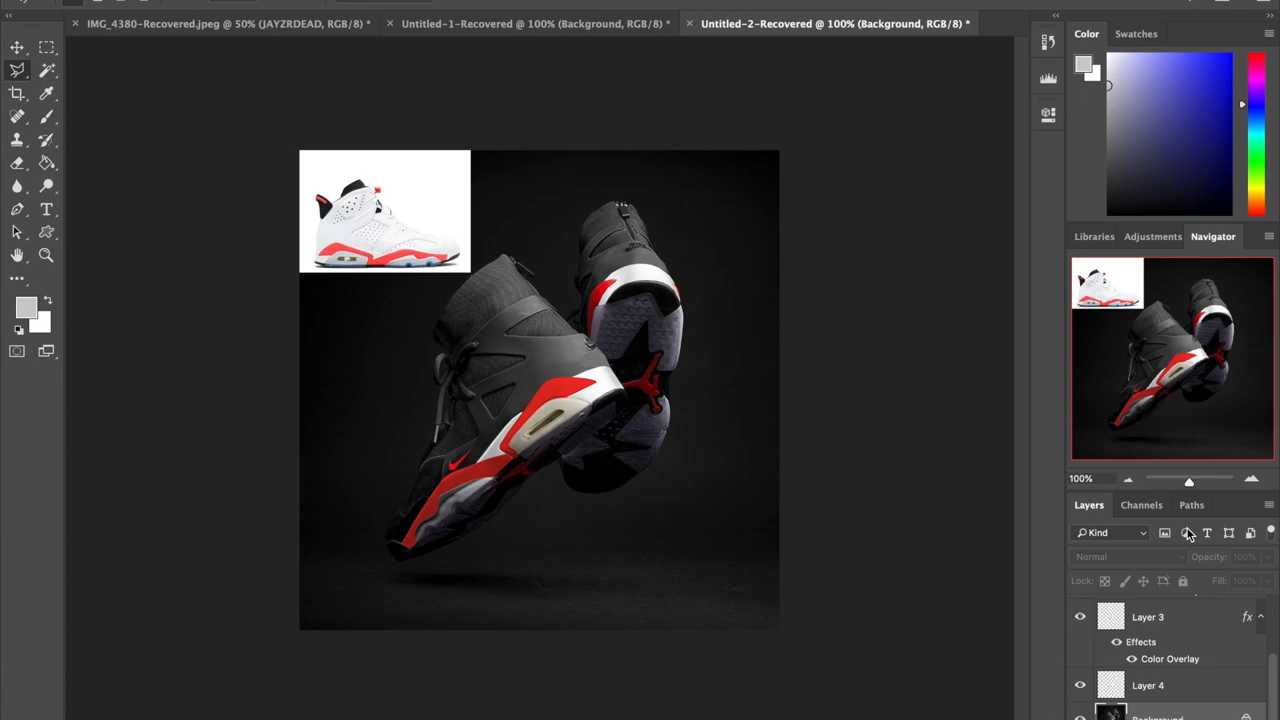 IMG_4380-Recovered.jpeg @ 50% (JAYZRDEAD, RGB/8) *
Untitled-1-Recovered @ 100% (Background, RGB/8) *
Untitled-2-Recovered @ 100% (Background, RGB/8) *
Color
Swatches
Libraries
Adjustments
Navigator
100%
Layers
Channels
Paths
Kind
Normal
Opacity: 100%
Lock:
Fill: 100%
Layer 3
fx
Effects
Color Overlay
Layer 4
Background